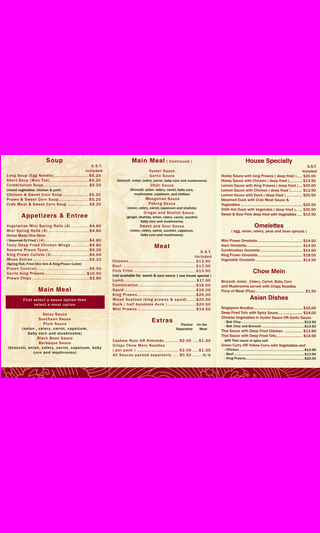 Soup
G.S.T.
Included
Long Soup (Egg Noodle) $5.20
Short Soup (Won Ton) $5.20
Combination Soup $5.20
(mixed vegetables, chicken & pork)
Chicken & Sweet Corn Soup $5.20
Prawn & Sweet Corn Soup $5.20
Crab Meat & Sweet Corn Soup $5.20
Appetizers & Entree
Vegetarian Mini Spring Rolls (4) $4.80
Mini Spring Rolls (4) $4.80
Home Made Dim Sims
( Steamed Or Fried ) (4) $4.80
Tasty Deep Fried Chicken Wings $4.80
Sesame Prawn Toast $5.20
King Prawn Cutlets (5) $8.60
Mixed Entree $5.20
(Spring Roll, Fried Dim Sim & King Prawn Cutlet)
Prawn Cocktail $8.50
Garlic King Prawns $10.00
Prawn Chips $2.80
Main Meal
First select a sauce option then
select a meat option
Satay Sauce
Szechuan Sauce
Plum Sauce
(onion , celery, carrot, capsicum,
baby corn and mushrooms)
Black Bean Sauce
Barbeque Sauce
(broccoli, onion, celery, carrot, capsicum, baby
corn and mushrooms)
Main Meal ( Continued )
Oyster Sauce
Garlic Sauce
(broccoli, onion, celery, carrot, baby corn and mushrooms)
Chilli Sauce
(broccoli, onion, celery, carrot, baby corn,
mushrooms, capsicum, and chillies)
Mongolian Sauce
Peking Sauce
(onion, celery, carrot, capsicum and shallots)
Ginger and Shallot Sauce
(ginger, shallots, onion, celery, carrot, zucchini
baby corn and mushrooms)
Sweet and Sour Sauce
(onion, celery, carrot, zucchini, capsicum,
baby corn and mushrooms)
Meat
G.S.T.
Included
Chicken $13.90
Beef $13.90
Pork Fillet $13.90
(not available for sweet & sour sauce ( see house special )
Lamb $17.00
Combination $16.00
Squid $18.00
King Prawns $20.00
Mixed Seafood (king prawns & squid) $20.00
Duck ( half boneless duck ) $20.00
Mini Prawns $14.50
Extras
Packed
Separately
On the
Meal
Cashew Nuts OR Almonds $2.00 $1.50
Crispy Chow Mein Noodles
( per pack ) $2.00 $1.50
All Sauces packed separately $0.50 N/A
House Specially
G.S.T.
Included
Honey Sauce with King Prawns ( deep fried ) $20.00
Honey Sauce with Chicken ( deep fried ) $13.90
Lemon Sauce with King Prawns ( deep fried ) $20.00
Lemon Sauce with Chicken ( deep fried ) $13.90
Lemon Sauce with Duck ( deep fried ) $20.00
Steamed Duck with Crab Meat Sauce &
Vegetables $20.00
Chilli Hot Duck with Vegetable ( deep fried ) $20.00
Sweet & Sour Pork deep fried with Vegetables $13.90
Omelettes
( egg, onion, celery, peas and bean sprouts )
Mini Prawn Omelette $14.50
Ham Omelette $14.50
Combination Omelette $14.50
King Prawn Omelette $18.00
Vegetable Omelette $14.50
Chow Mein
Broccoli, onion , Celery, Carrot, Baby Corn
and Mushrooms served with Crispy Noodles
Price of Meat (Plus) $1.50
Asian Dishes
Singapore Noodles $15.00
Deep Fried Tofu with Spicy Sauce $14.00
Chinese Vegetables in Oyster Sauce OR Garlic Sauce
- Bok Choy $13.90
- Bok Choy and Broccoli $13.90
Thai Sauce with Deep Fried Chicken $13.90
Thai Sauce with Deep Fried Tofu $14.00
with Thai sauce or spicy salt
Green Curry OR Yellow Curry with Vegetables and
- Chicken $13.90
- Beef $13.90
- King Prawns $20.00